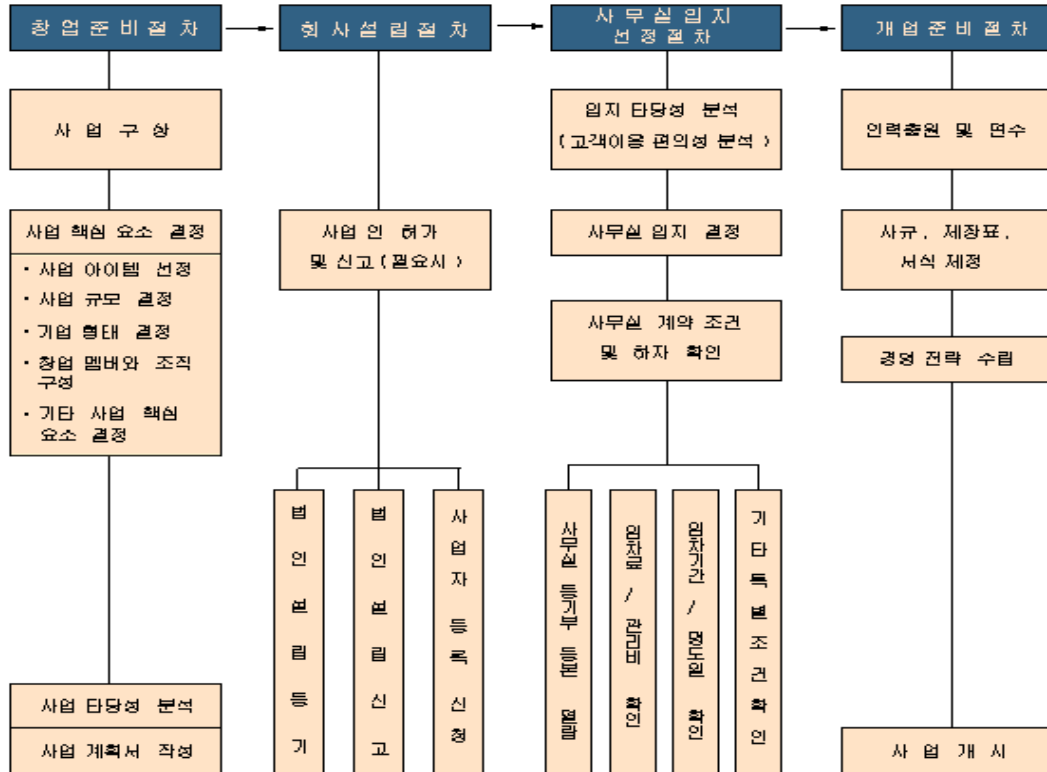 창업준비절차
회사설립절차
사무실입지
선정절차
개업준비절차
사업구상
사업 핵심 요소 결정
· 사업 아이템 선정
· 사업 규모 결정
· 기업 형태 결정
· 창업 멤버와 조직
구성
· 기타 사업 핵심
요소 결정
사업 타당성 분석
사업 계획서 작성
사업 인 허가
및 신고(필요시)
법인설립등기
법인설립신고
사업자등록신청
입지 타당성 분석
(고객이용 편의성 분석)
사무실 입지 결정
사무실 계약 조건
및 하자 확인
사무실 등기부 등본 열람
임차료 / 관리비 확인
임차기간 / 명도일 확인
기타특별조건확인
인력충원 및 연수
사규, 제장표,
서식 제정
경영 전략 수립
사업개시